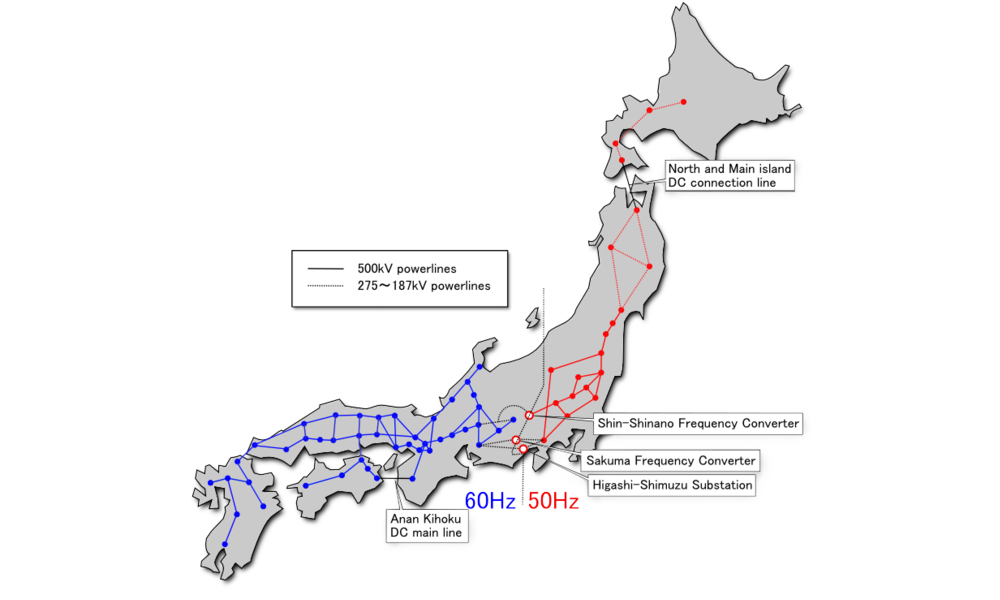 North and Main island
DC connection line
500kV powerlines
275～187kV powerlines
Shin-Shinano Frequency Converter
Sakuma Frequency Converter
Higashi-Shimuzu Substation
60Hz
50Hz
Anan Kihoku
DC main line